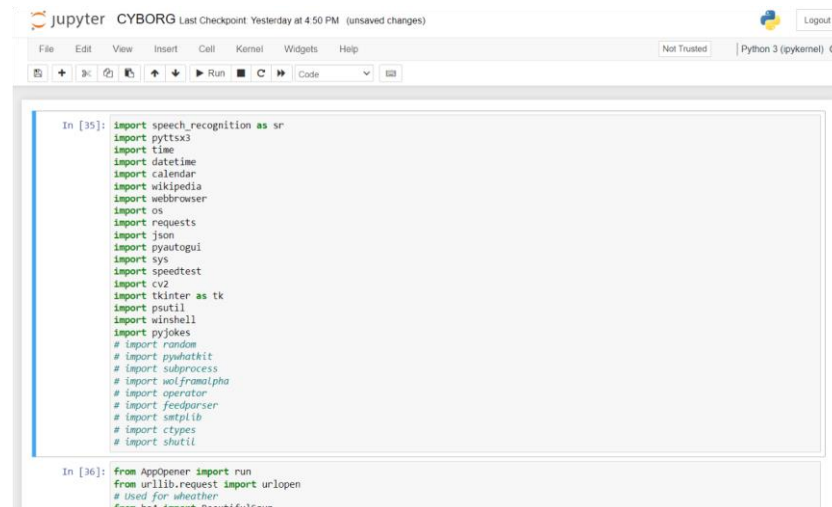 jupyter CYBORG Last Checkpoint: Yesterday at 4:50 PM (unsaved changes) Logout
File Edit View Insert Cell Kernel Widgets Help Not Trusted Python 3 (ipykernel)
Run Code
In [35]: import speech_recognition as sr
import pyttsx3
import time
import datetime
import calendar
import wikipedia
import webbrowser
import os
import requests
import json
import pyautogui
import sys
import speedtest
import cv2
import tkinter as tk
import psutil
import winshell
import pyjokes
# import random
# import pywhatkit
# import subprocess
# import wolframalpha
# import operator
# import feedparser
# import smtplib
# import ctypes
# import shutil
In [36]: from AppOpener import run
from urllib.request import urlopen
# Used for wheather
from bs4 import BeautifulSoup